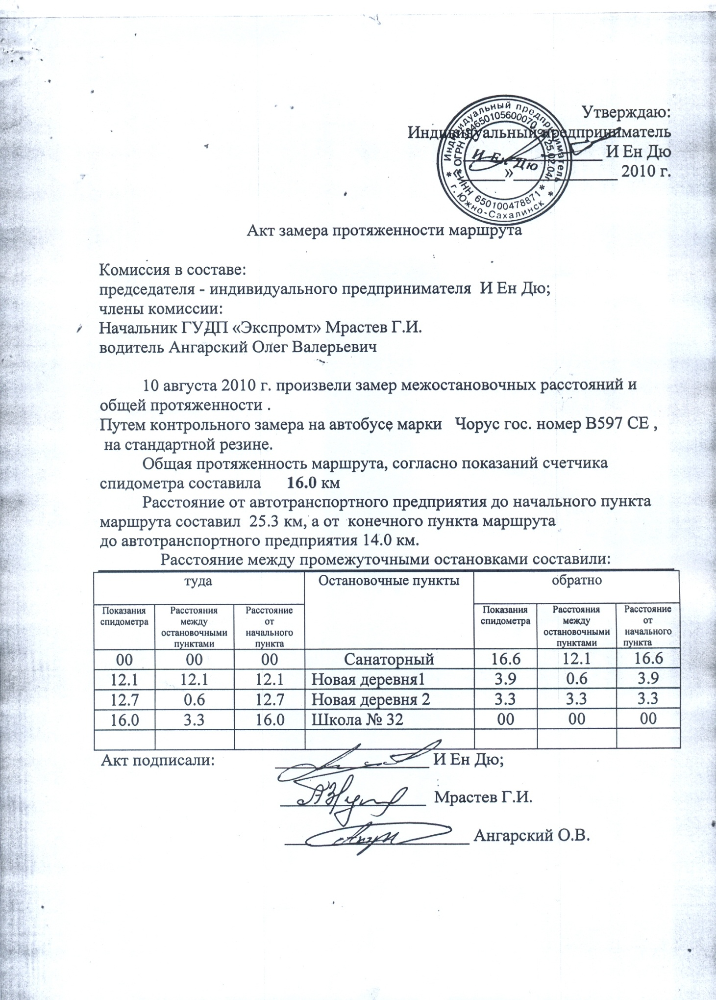 Утверждаю:
Индивидуальный предприниматель
И Ен Дю
«_____»____________ 2010 г.
* Индивидуальный предприниматель * г. Южно-Сахалинск
* ОГРН 304650105600070 25.02.04г. * ИНН 650100478871
И Ен Дю
Акт замера протяженности маршрута
Комиссия в составе:
председателя - индивидуального предпринимателя И Ен Дю;
члены комиссии:
Начальник ГУДП «Экспромт» Мрастев Г.И.
водитель Ангарский Олег Валерьевич
10 августа 2010 г. произвели замер межостановочных расстояний и
общей протяженности .
Путем контрольного замера на автобусе марки Чорус гос. номер В597 СЕ ,
на стандартной резине.
Общая протяженность маршрута, согласно показаний счетчика
спидометра составила 16.0 км
Расстояние от автотранспортного предприятия до начального пункта
маршрута составил 25.3 км, а от конечного пункта маршрута
до автотранспортного предприятия 14.0 км.
Расстояние между промежуточными остановками составили:
туда Остановочные пункты обратно
Показания спидометра Расстояния между остановочными пунктами Расстояние от начального пункта Показания спидометра Расстояния между остановочными пунктами Расстояние от начального пункта
00 00 00 Санаторный 16.6 12.1 16.6
12.1 12.1 12.1 Новая деревня1 3.9 0.6 3.9
12.7 0.6 12.7 Новая деревня 2 3.3 3.3 3.3
16.0 3.3 16.0 Школа № 32 00 00 00
Акт подписали: И Ен Дю;
Мрастев Г.И.
Ангарский О.В.